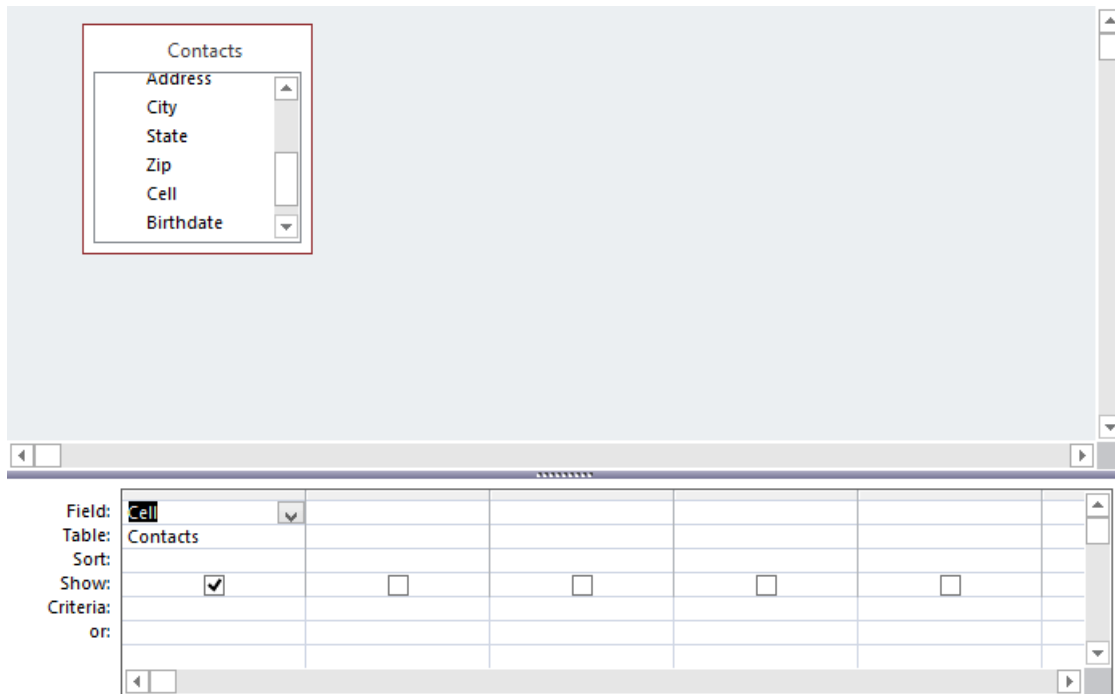 Contacts
Address
City
State
Zip
Cell
Birthdate
Field: Cell
Table: Contacts
Sort:
Show:
Criteria:
or: